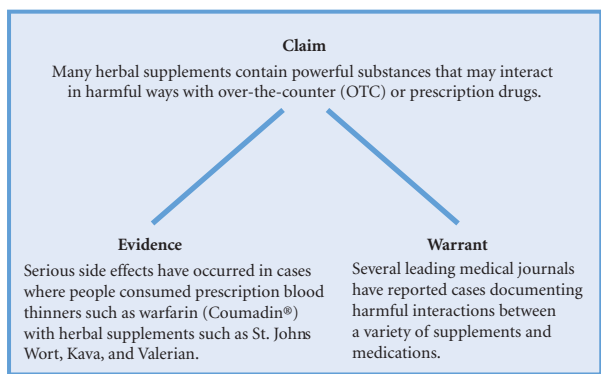 Claim
Many herbal supplements contain powerful substances that may interact
in harmful ways with over-the-counter (OTC) or prescription drugs.
Evidence
Serious side effects have occurred in cases
where people consumed prescription blood
thinners such as warfarin (Coumadin®)
with herbal supplements such as St. Johns
Wort, Kava, and Valerian.
Warrant
Several leading medical journals
have reported cases documenting
harmful interactions between
a variety of supplements and
medications.